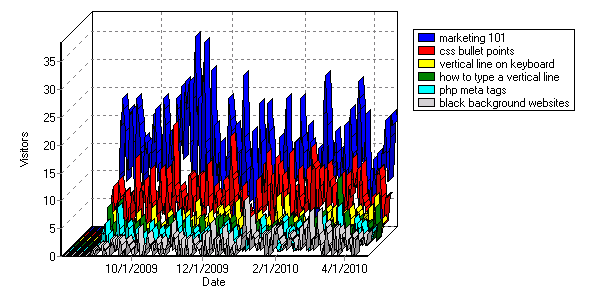 Visitors
35
30
25
20
15
10
5
0
10/1/2009 12/1/2009 2/1/2010 4/1/2010
Date
marketing 101
css bullet points
vertical line on keyboard
how to type a vertical line
php meta tags
black background websites